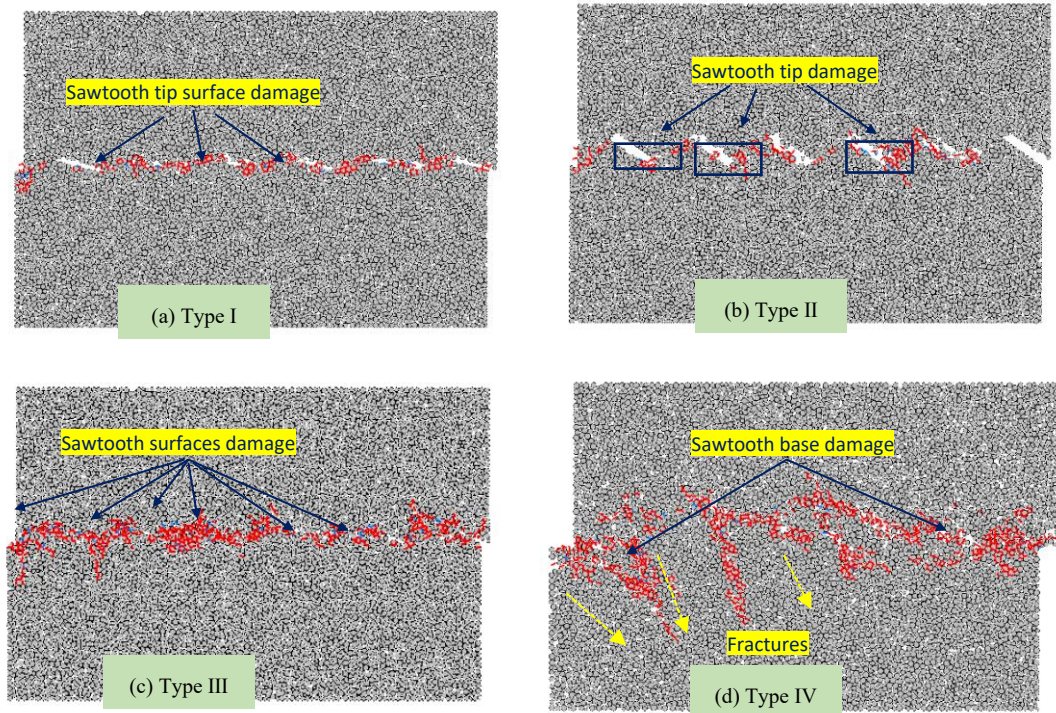 Sawtooth tip surface damage
(a) Type I
Sawtooth tip damage
(b) Type II
Sawtooth surfaces damage
(c) Type III
Sawtooth base damage
Fractures
(d) Type IV